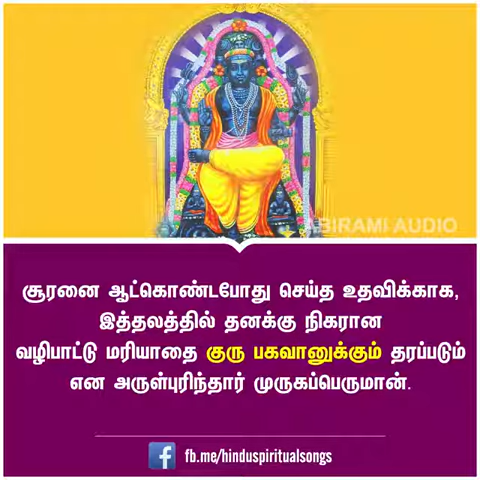 ABIRAMI AUDIO
சூரனை ஆட்கொண்டபோது செய்த உதவிக்காக,
இத்தலத்தில் தனக்கு நிகரான
வழிபாட்டு மரியாதை குரு பகவானுக்கும் தரப்படும்
என அருள்புரிந்தார் முருகப்பெருமான்.
fb.me/hinduspiritualsongs